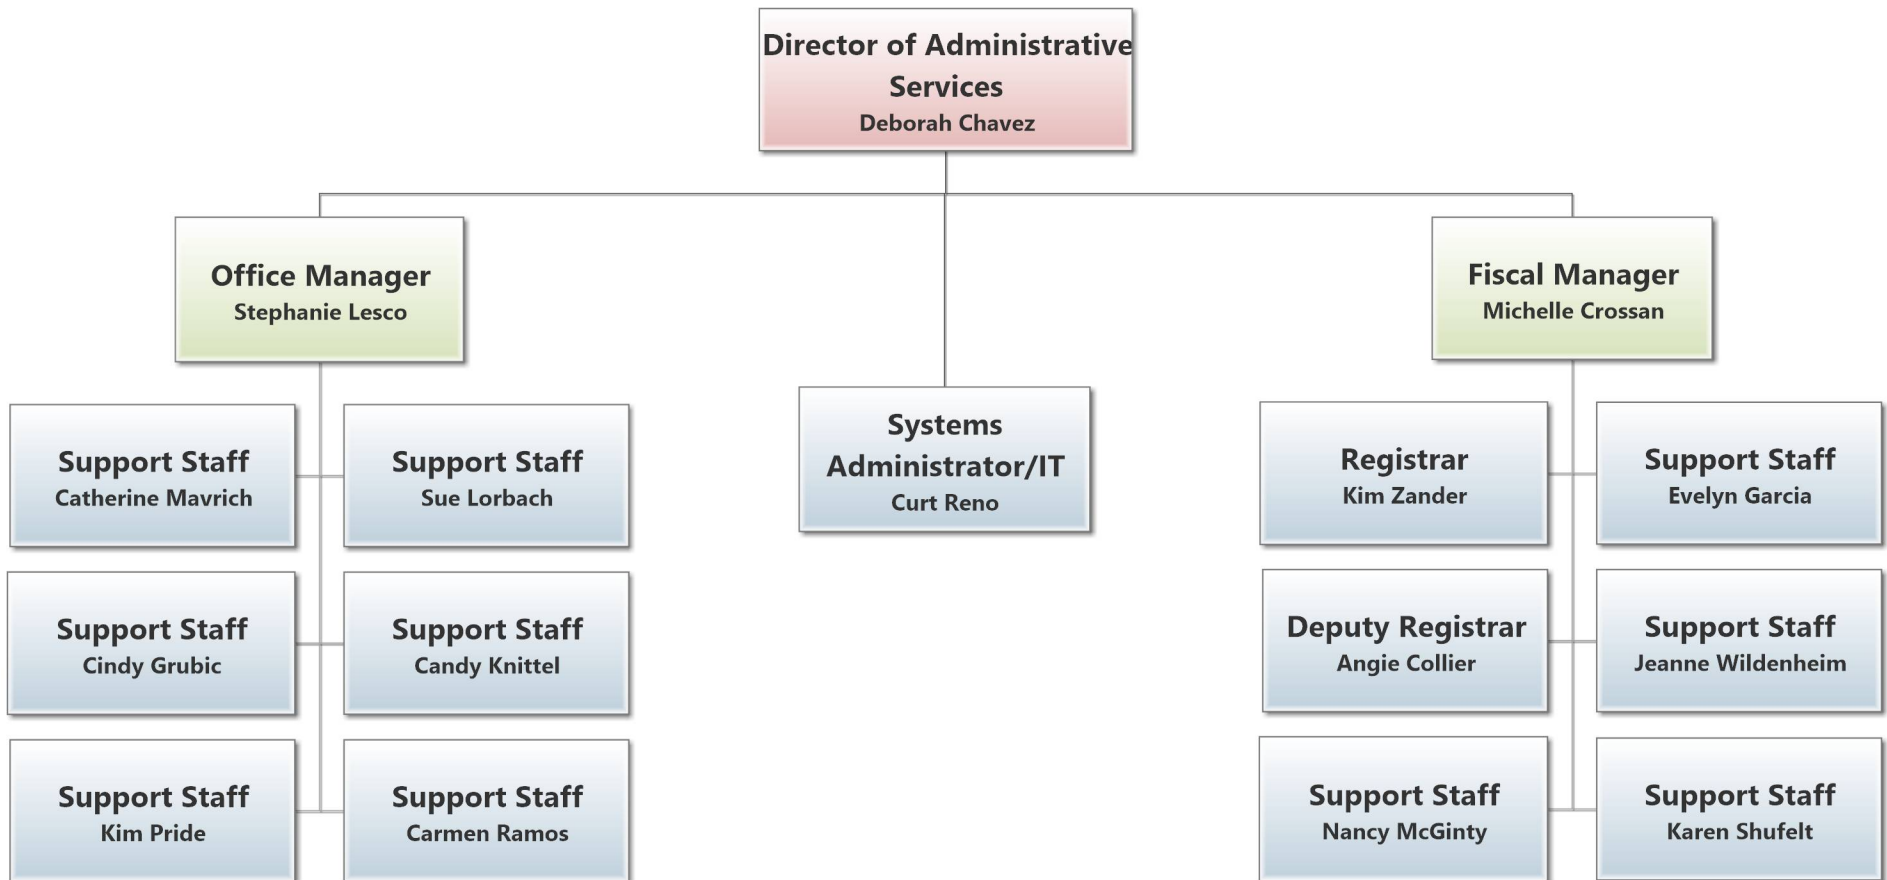 Director of Administrative
Services
Deborah Chavez
Office Manager
Stephanie Lesco
Fiscal Manager
Michelle Crossan
Systems
Administrator/IT
Curt Reno
Support Staff
Catherine Mavrich
Support Staff
Sue Lorbach
Registrar
Kim Zander
Support Staff
Evelyn Garcia
Support Staff
Cindy Grubic
Support Staff
Candy Knittel
Deputy Registrar
Angie Collier
Support Staff
Jeanne Wildenheim
Support Staff
Kim Pride
Support Staff
Carmen Ramos
Support Staff
Nancy McGinty
Support Staff
Karen Shufelt